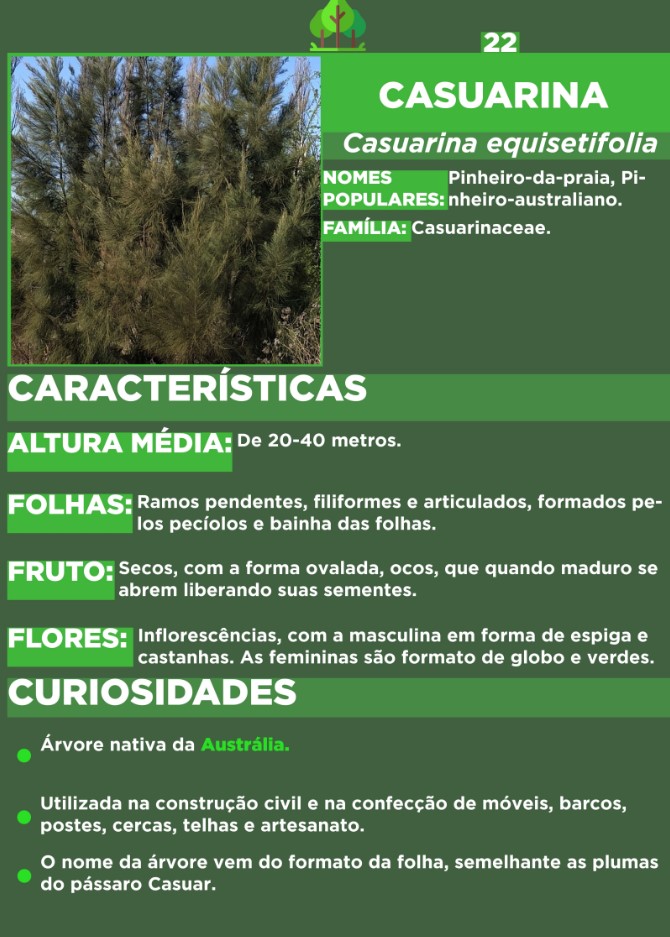 22
CASUARINA
Casuarina equisetifolia
NOMES POPULARES: Pinheiro-da-praia, Pi-
nheiro-australiano.
FAMÍLIA: Casuarinaceae.
CARACTERÍSTICAS
ALTURA MÉDIA: De 20-40 metros.
FOLHAS: Ramos pendentes, filiformes e articulados, formados pe-
los pecíolos e bainha das folhas.
FRUTO: Secos, com a forma ovalada, ocos, que quando maduro se
abrem liberando suas sementes.
FLORES: Inflorescências, com a masculina em forma de espiga e
castanhas. As femininas são formato de globo e verdes.
CURIOSIDADES
Árvore nativa da Austrália.
Utilizada na construção civil e na confecção de móveis, barcos,
postes, cercas, telhas e artesanato.
O nome da árvore vem do formato da folha, semelhante as plumas
do pássaro Casuar.